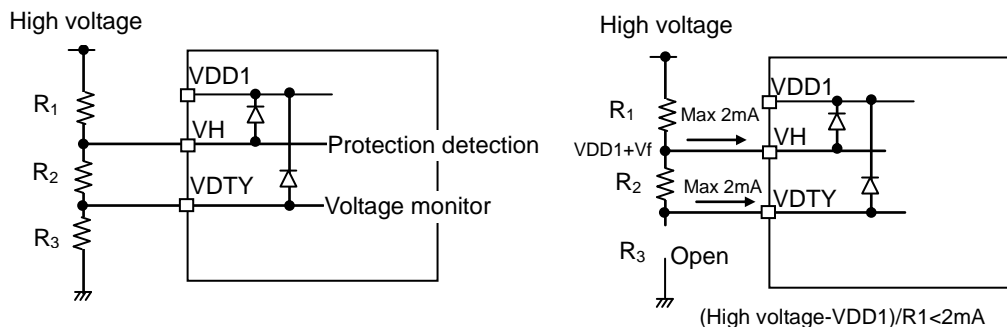 High voltage
VDD1
R1
VH
Protection detection
R2
VDTY
Voltage monitor
R3
High voltage
VDD1
R1
Max 2mA
VH
VDD1+Vf
R2
Max 2mA
VDTY
R3
Open
(High voltage-VDD1)/R1<2mA